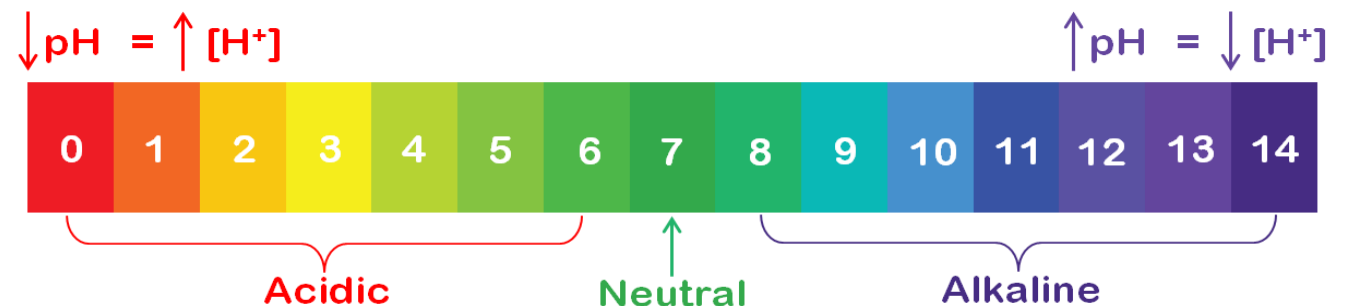 ↓pH = ↑ [H⁺] ↑pH = ↓ [H⁺]
0 1 2 3 4 5 6 7 8 9 10 11 12 13 14
Acidic Neutral Alkaline